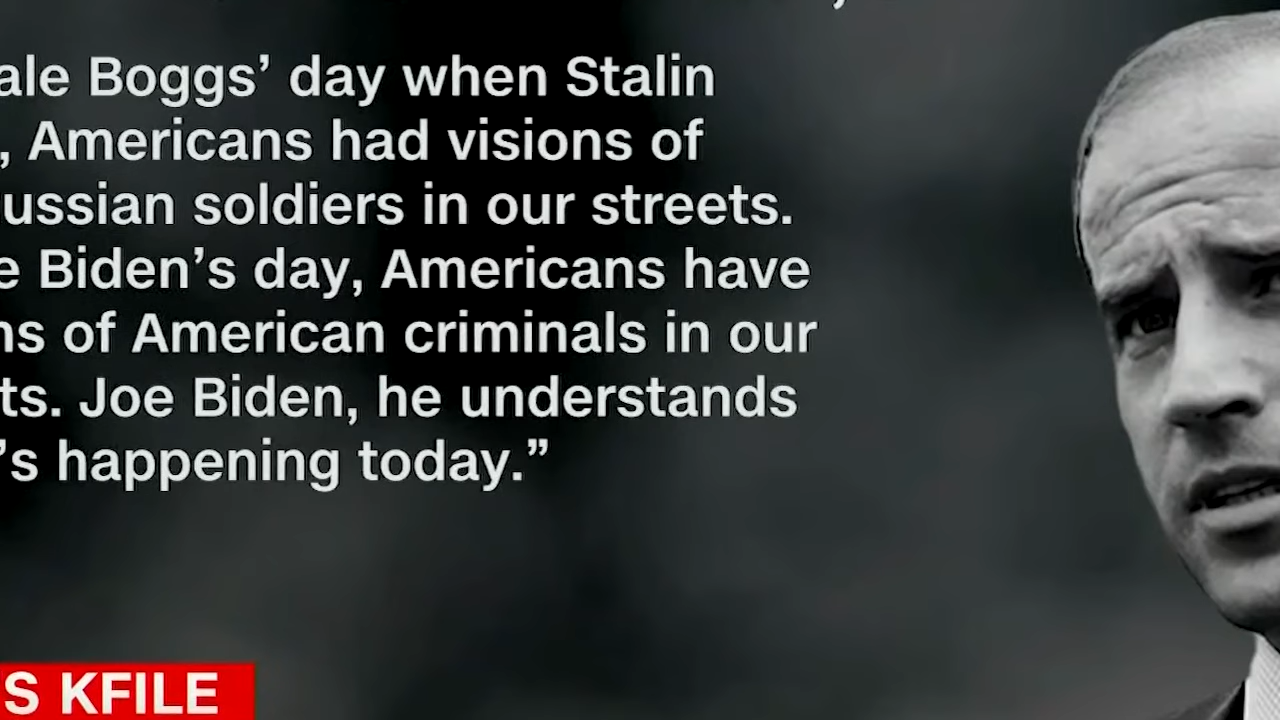 ale Boggs’ day when Stalin
, Americans had visions of
ussian soldiers in our streets.
e Biden’s day, Americans have
ns of American criminals in our
ts. Joe Biden, he understands
’s happening today.”
S KFILE